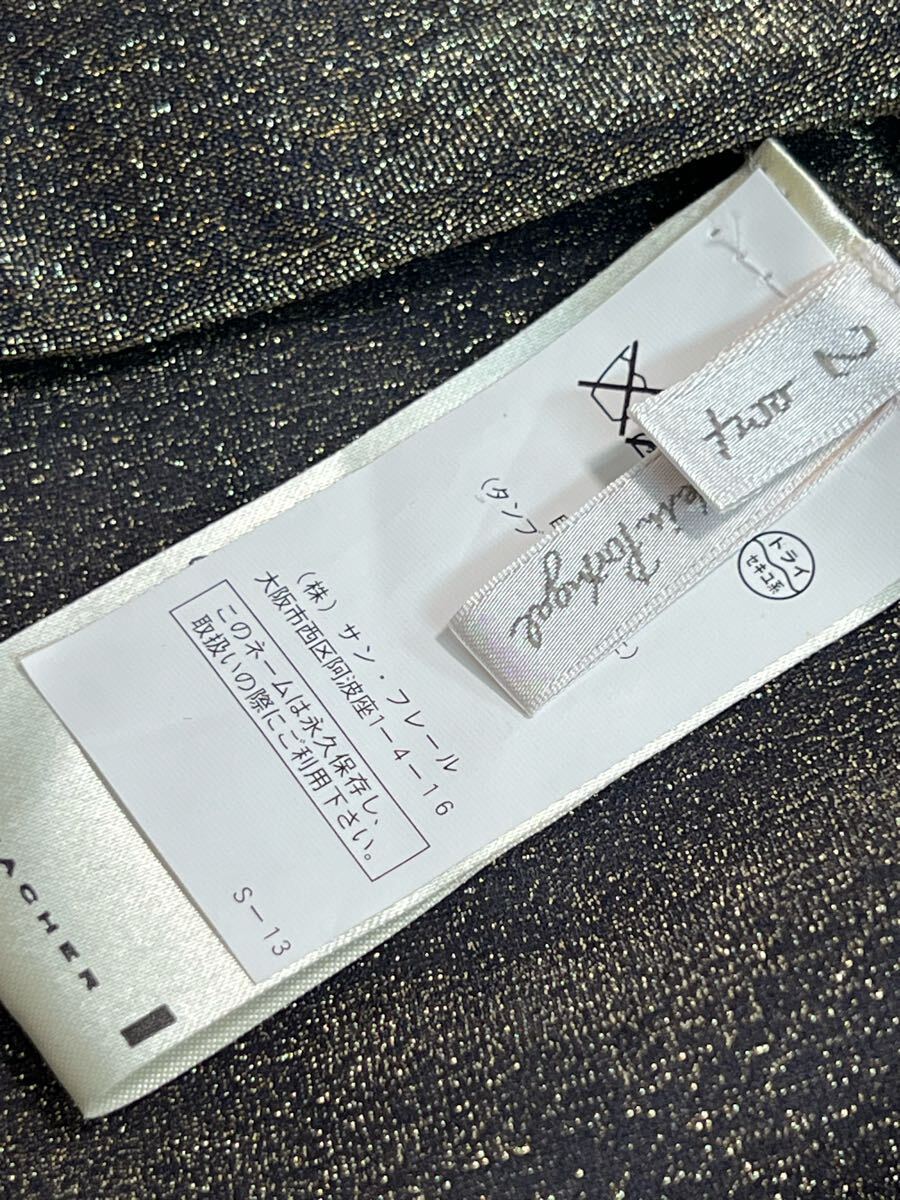 ドライ
セキユ系
(タンブ
(株) サン・フレール
大阪市西区阿波座1-4-16
このネームは永久保存し、
取扱いの際にご利用下さい。
S-13
Portugal
2
ACHER